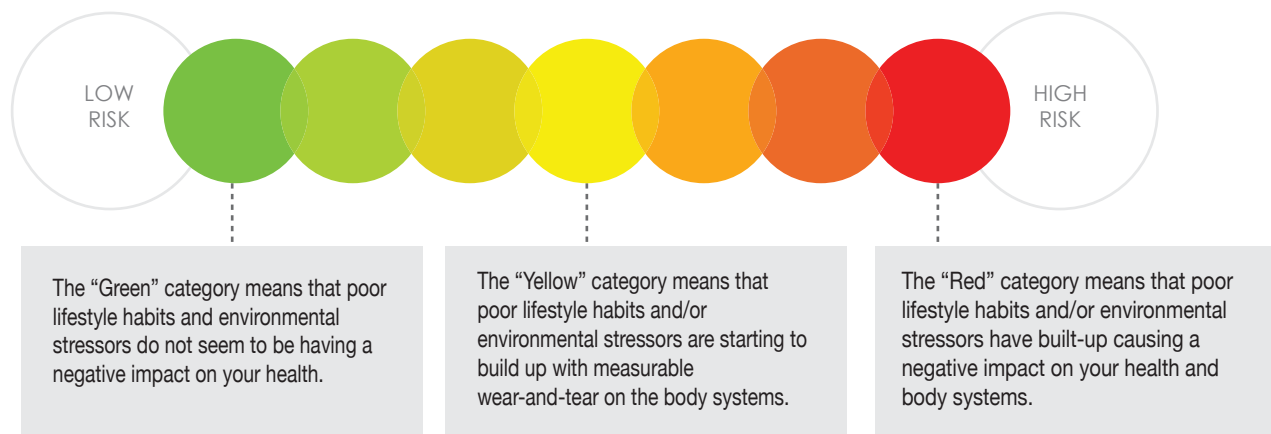 LOW
RISK
HIGH
RISK
The “Green” category means that poor
lifestyle habits and environmental
stressors do not seem to be having a
negative impact on your health.
The “Yellow” category means that
poor lifestyle habits and/or
environmental stressors are starting to
build up with measurable
wear-and-tear on the body systems.
The “Red” category means that poor
lifestyle habits and/or environmental
stressors have built-up causing a
negative impact on your health and
body systems.